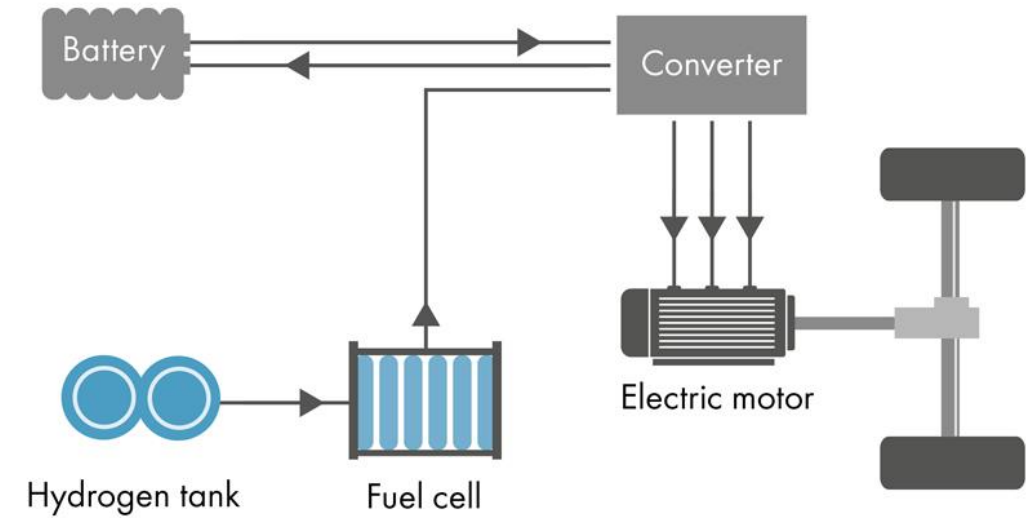 Battery
Converter
Electric motor
Hydrogen tank
Fuel cell